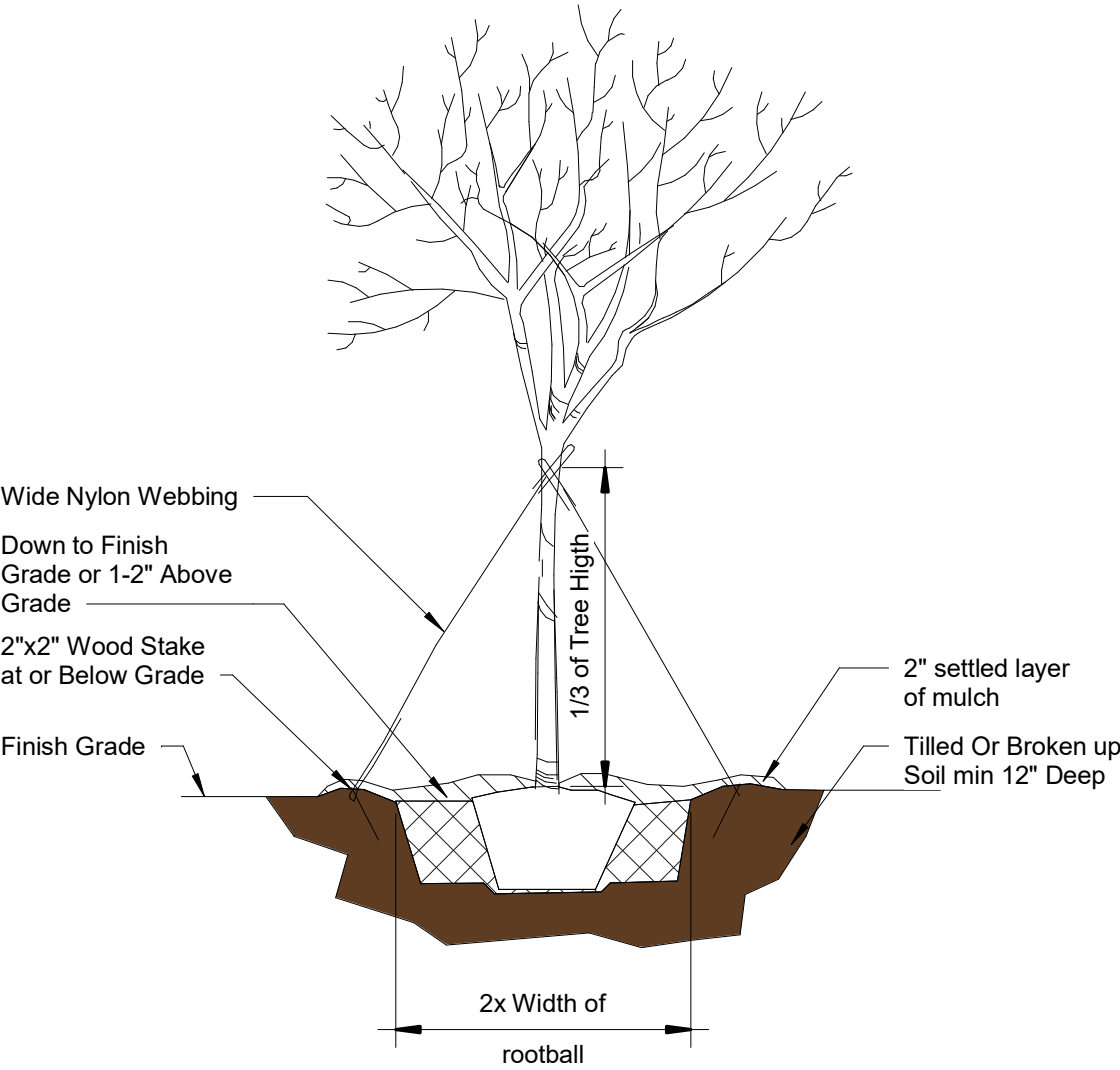 Wide Nylon Webbing
Down to Finish
Grade or 1-2" Above
Grade
2"x2" Wood Stake
at or Below Grade
Finish Grade
1/3 of Tree Higth
2" settled layer
of mulch
Tilled Or Broken up
Soil min 12" Deep
2x Width of
rootball